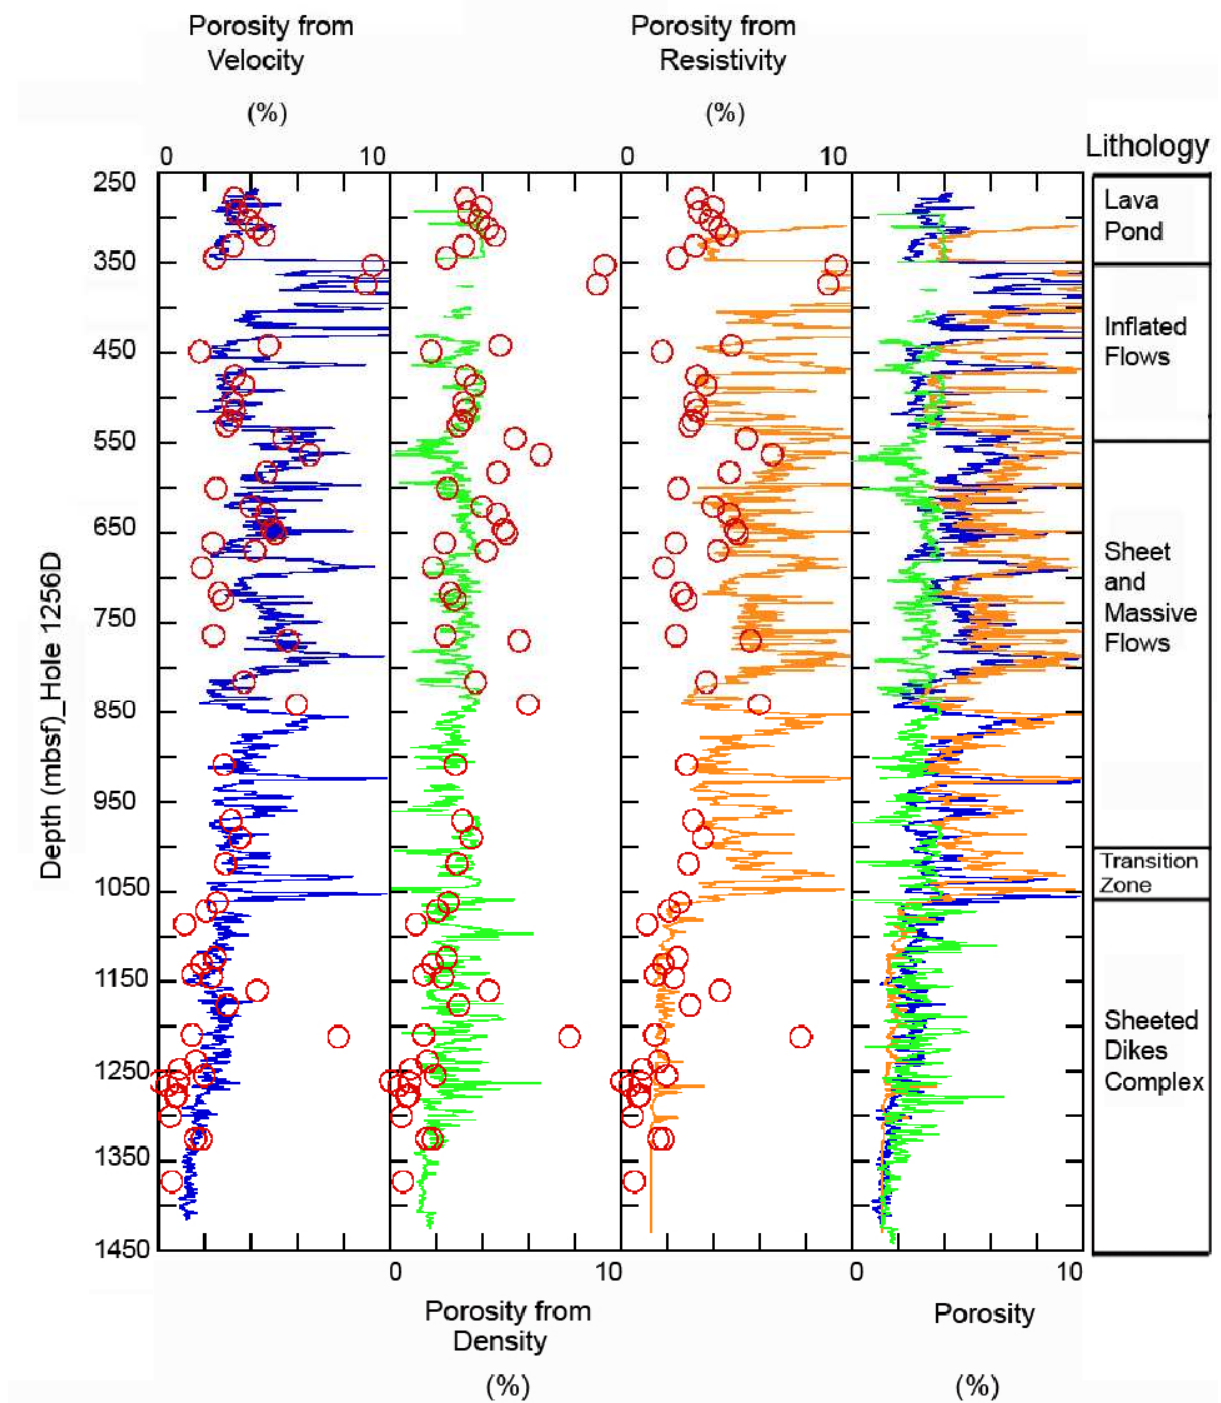 Porosity from
Velocity
(%)
Porosity from
Resistivity
(%)
0 10
0 10
Lithology
Depth (mbsf)_Hole 1256D
250
350
450
550
650
750
850
950
1050
1150
1250
1350
1450
Lava
Pond
Inflated
Flows
Sheet
and
Massive
Flows
Transition
Zone
Sheeted
Dikes
Complex
0 10
0 10
Porosity from
Density
(%)
Porosity
(%)